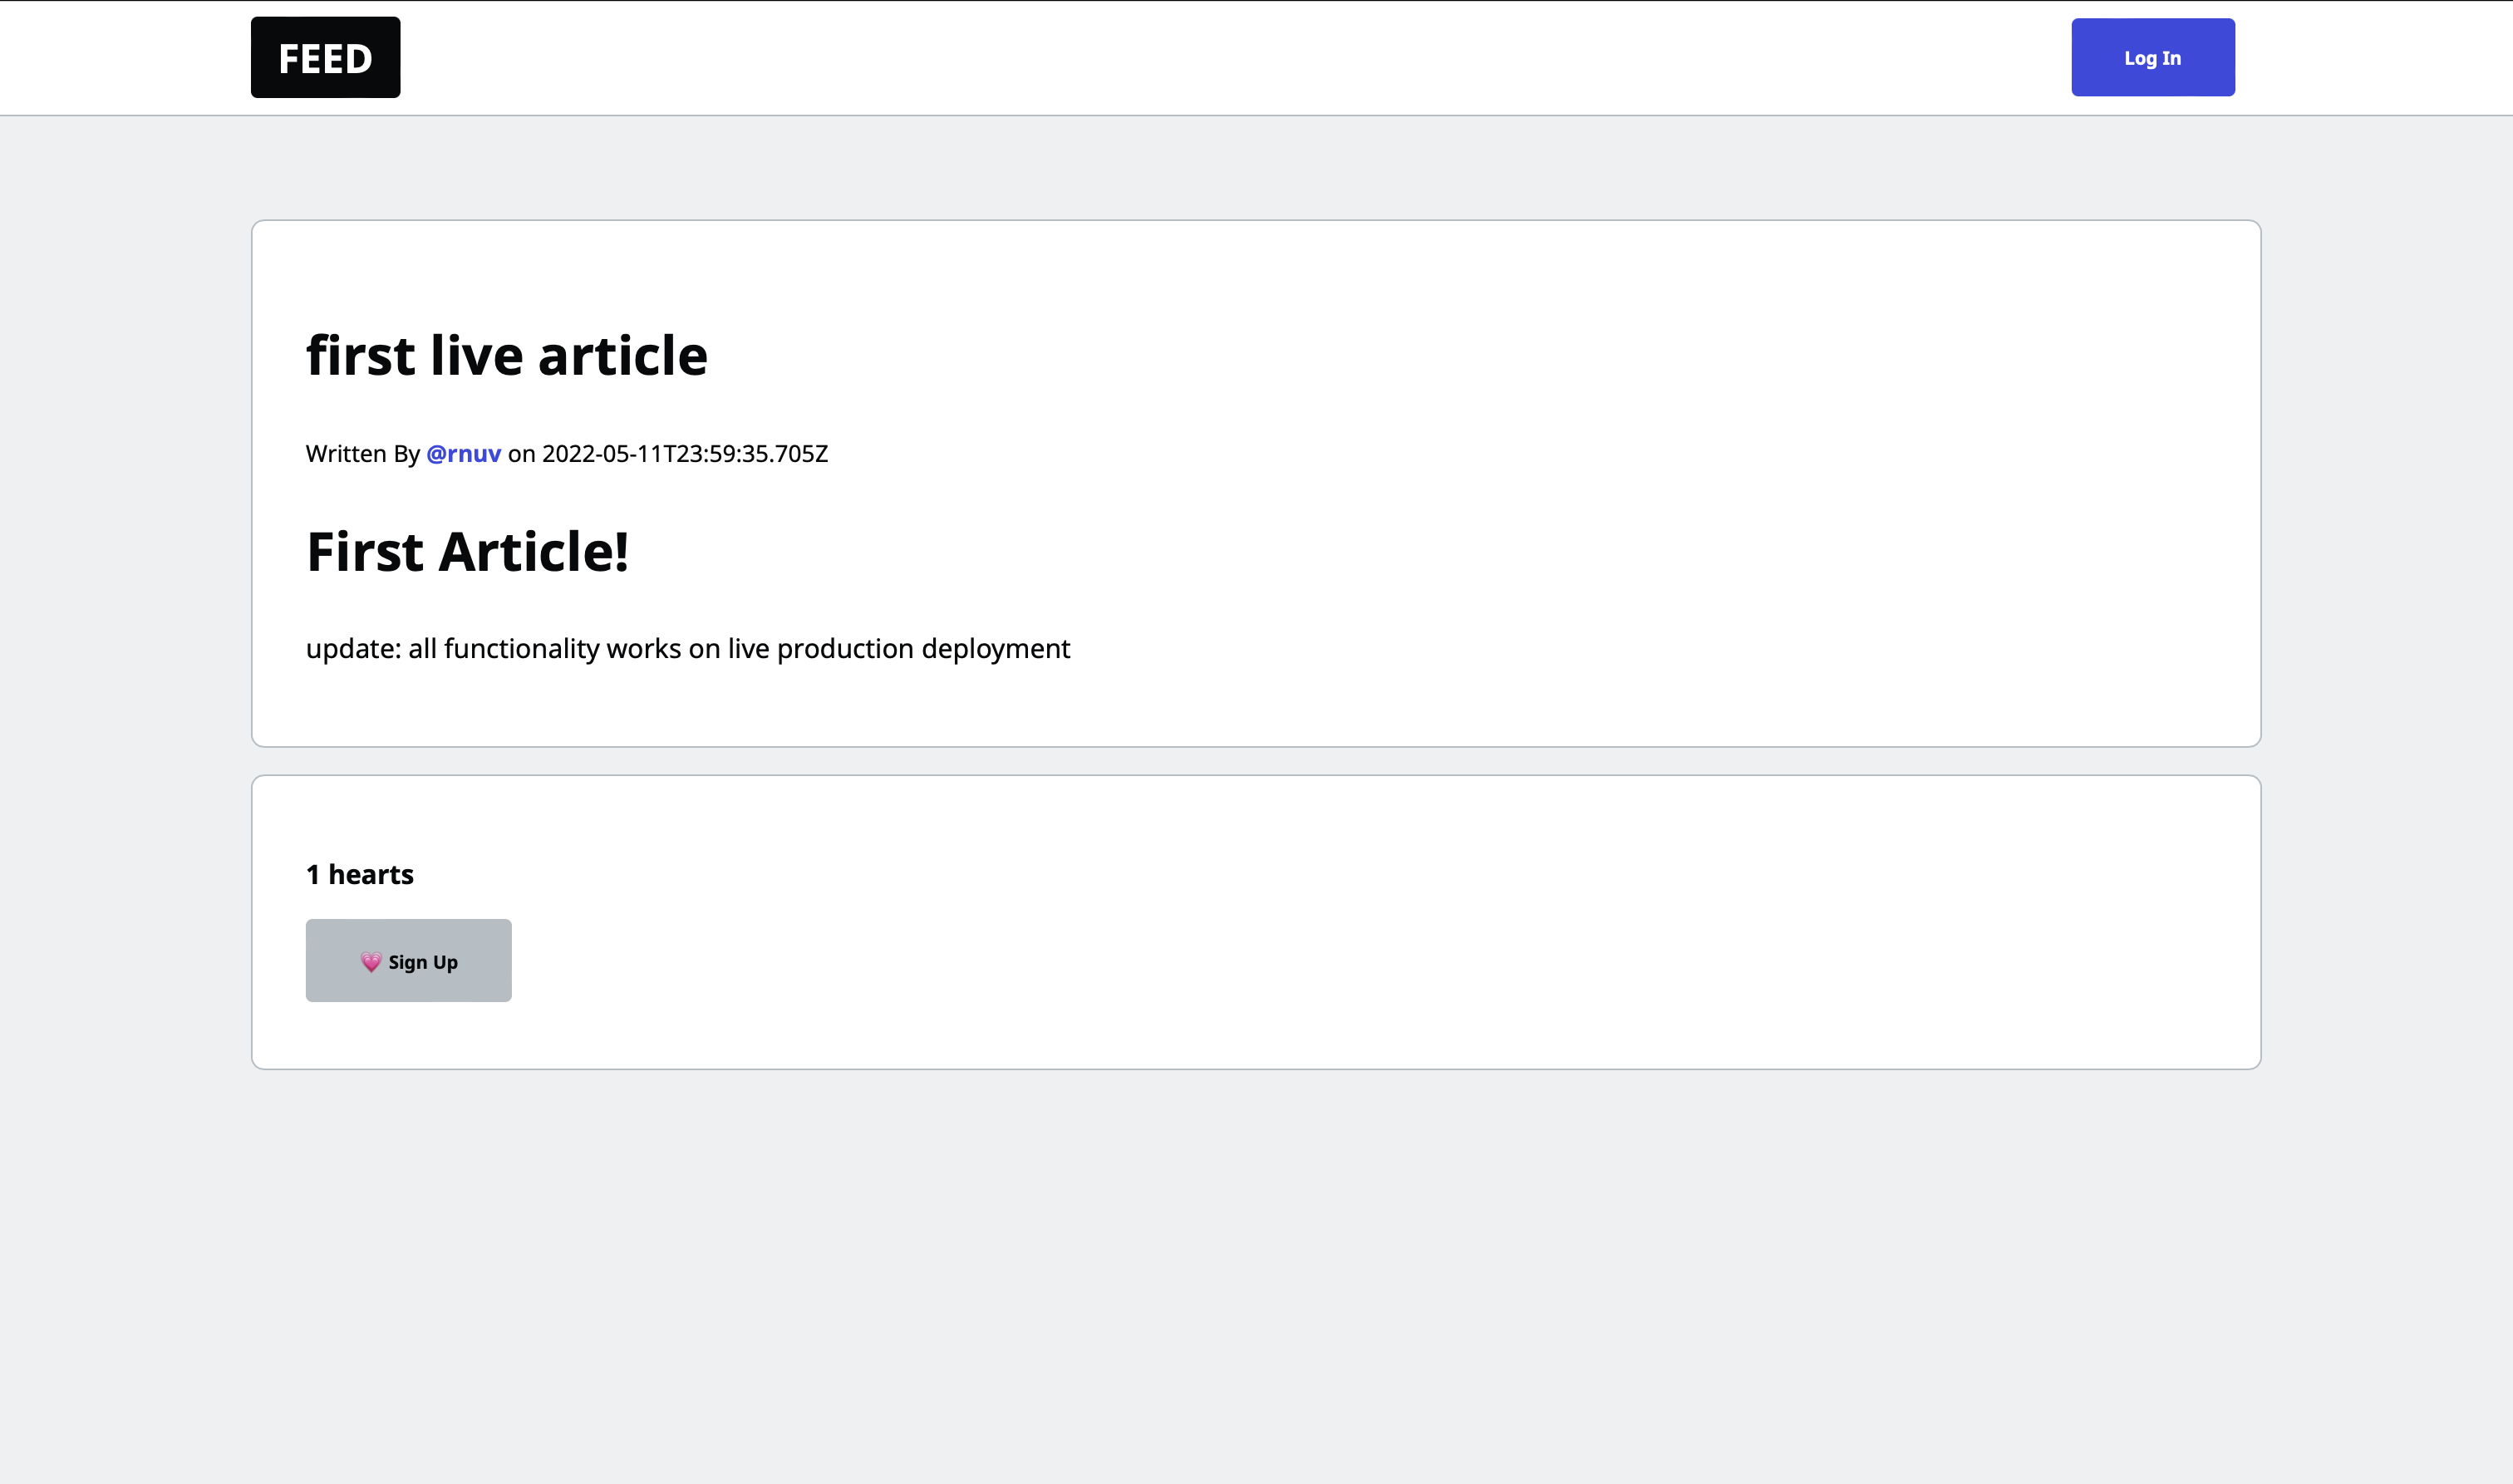 FEED
Log In
first live article
Written By @rnuv on 2022-05-11T23:59:35.705Z
First Article!
update: all functionality works on live production deployment
1 hearts
💗 Sign Up